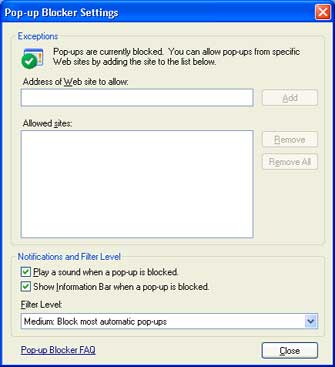 Pop-up Blocker Settings
Exceptions
Pop-ups are currently blocked. You can allow pop-ups from specific
Web sites by adding the site to the list below.
Address of Web site to allow:
Add
Allowed sites:
Remove
Remove All
Notifications and Filter Level
Play a sound when a pop-up is blocked.
Show Information Bar when a pop-up is blocked.
Filter Level:
Medium: Block most automatic pop-ups
Pop-up Blocker FAQ
Close